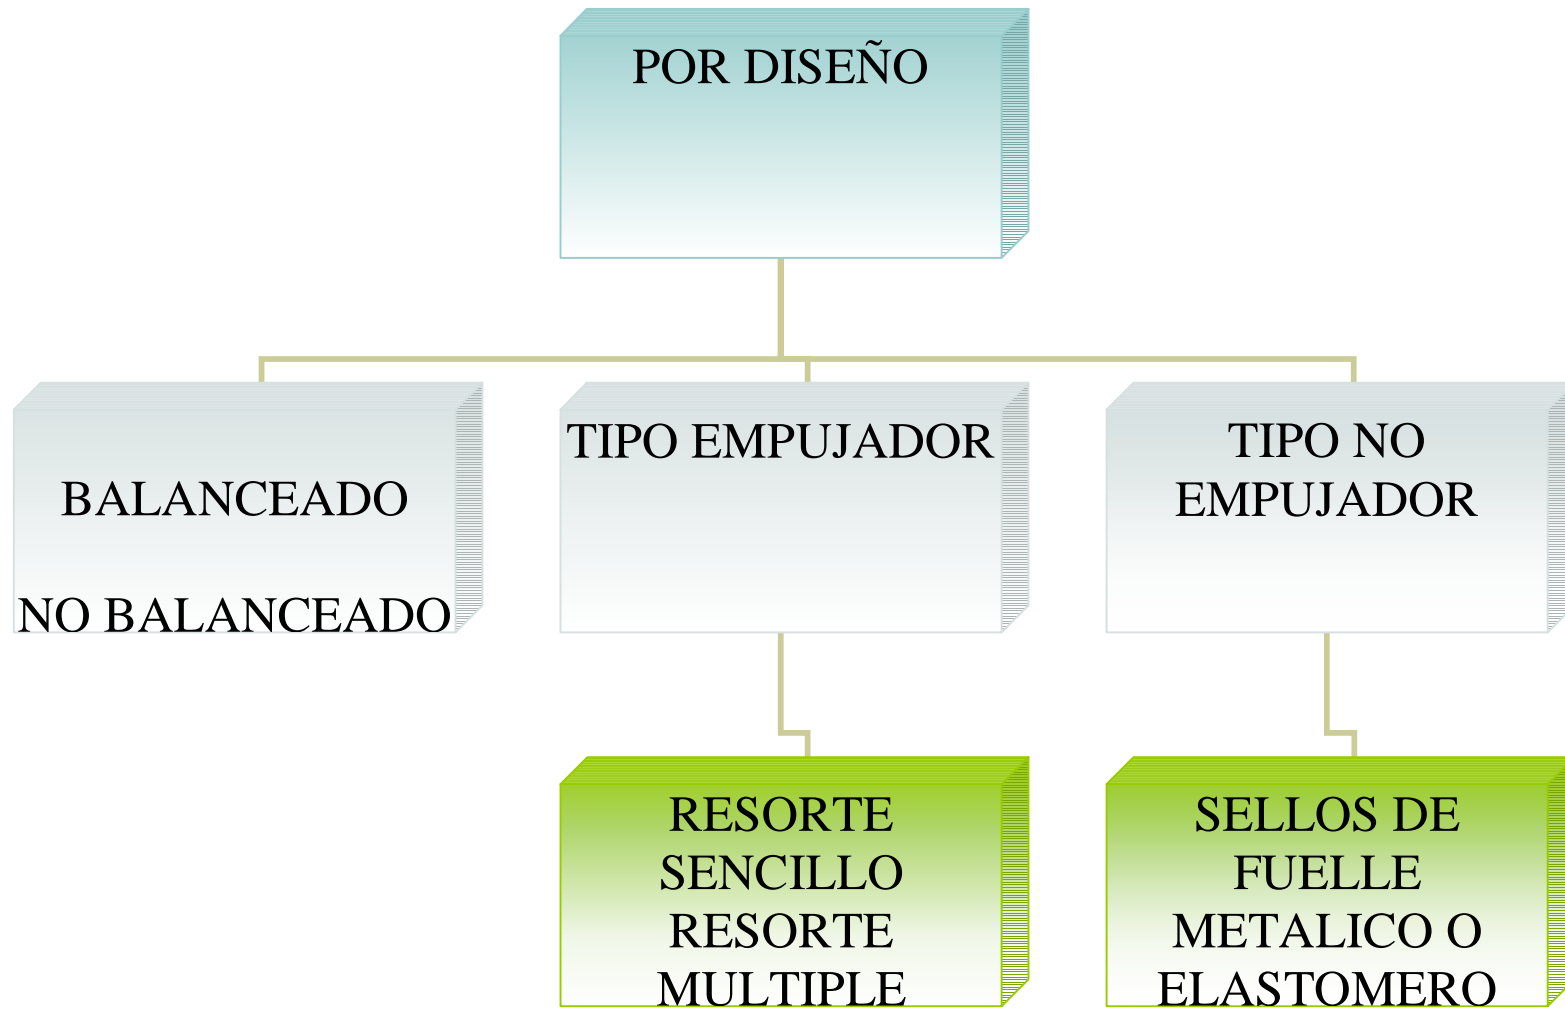 POR DISEÑO
BALANCEADO
NO BALANCEADO
TIPO EMPUJADOR
TIPO NO
EMPUJADOR
RESORTE
SENCILLO
RESORTE
MULTIPLE
SELLOS DE
FUELLE
METALICO O
ELASTOMERO